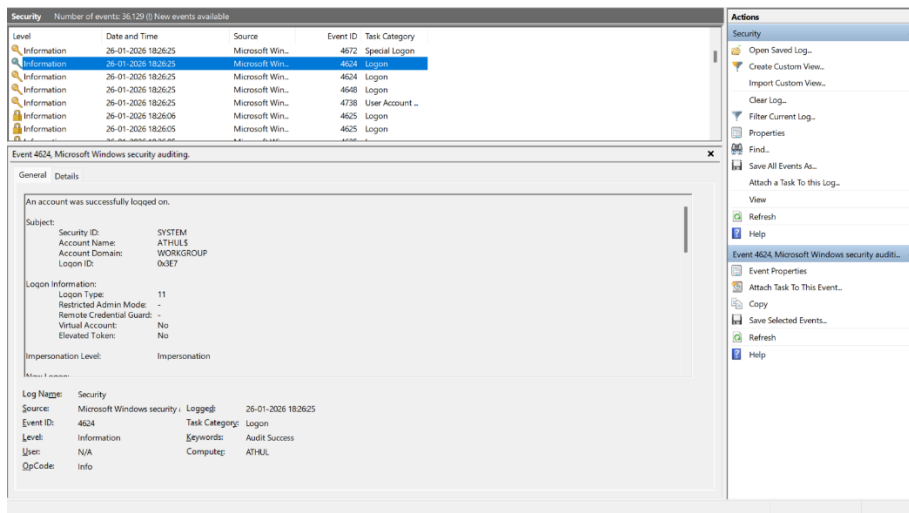 Security Number of events: 36,129 (!) New events available
Level Date and Time Source Event ID Task Category
Information 26-01-2026 18:26:25 Microsoft Win... 4672 Special Logon
Information 26-01-2026 18:26:25 Microsoft Win... 4624 Logon
Information 26-01-2026 18:26:25 Microsoft Win... 4624 Logon
Information 26-01-2026 18:26:25 Microsoft Win... 4648 Logon
Information 26-01-2026 18:26:25 Microsoft Win... 4738 User Account ...
Information 26-01-2026 18:26:06 Microsoft Win... 4625 Logon
Information 26-01-2026 18:26:05 Microsoft Win... 4625 Logon
Event 4624, Microsoft Windows security auditing.
General Details
An account was successfully logged on.
Subject:
Security ID: SYSTEM
Account Name: ATHUL$
Account Domain: WORKGROUP
Logon ID: 0x3E7
Logon Information:
Logon Type: 11
Restricted Admin Mode: -
Remote Credential Guard: -
Virtual Account: No
Elevated Token: No
Impersonation Level: Impersonation
Log Name: Security
Source: Microsoft Windows security Logged: 26-01-2026 18:26:25
Event ID: 4624 Task Category: Logon
Level: Information Keywords: Audit Success
User: N/A Computer: ATHUL
OpCode: Info
Actions
Security
Open Saved Log...
Create Custom View...
Import Custom View...
Clear Log...
Filter Current Log...
Properties
Find...
Save All Events As...
Attach a Task To this Log...
View
Refresh
Help
Event 4624, Microsoft Windows security auditi...
Event Properties
Attach Task To This Event...
Copy
Save Selected Events...
Refresh
Help